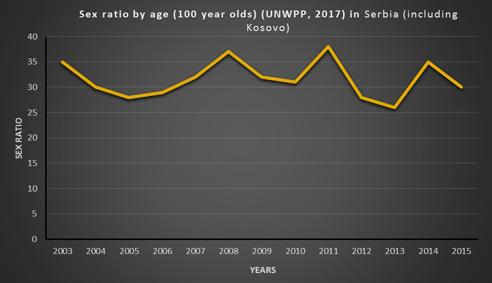 Sex ratio by age (100 year olds) (UNWPP, 2017) in Serbia (including
Kosovo)
40
35
30
25
20
15
10
5
0
SEX RATIO
2003 2004 2005 2006 2007 2008 2009 2010 2011 2012 2013 2014 2015
YEARS